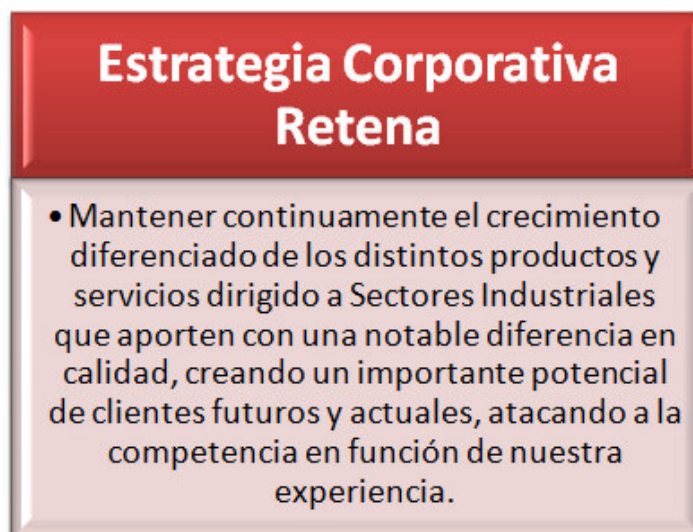 Estrategia Corporativa
Retena
• Mantener continuamente el crecimiento
diferenciado de los distintos productos y
servicios dirigido a Sectores Industriales
que aporten con una notable diferencia en
calidad, creando un importante potencial
de clientes futuros y actuales, atacando a la
competencia en función de nuestra
experiencia.